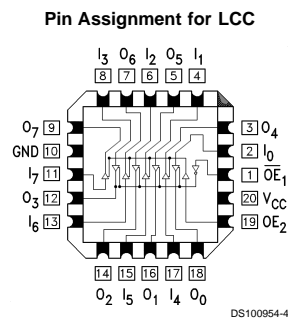 Pin Assignment for LCC
I3 O6 I2 O5 I1
8 7 6 5 4
O7 9
GND 10
I7 11
O3 12
I6 13
3 O4
2 I0
1 O̅E̅1
20 VCC
19 OE2
14 15 16 17 18
O2 I5 O1 I4 O0
DS100954-4